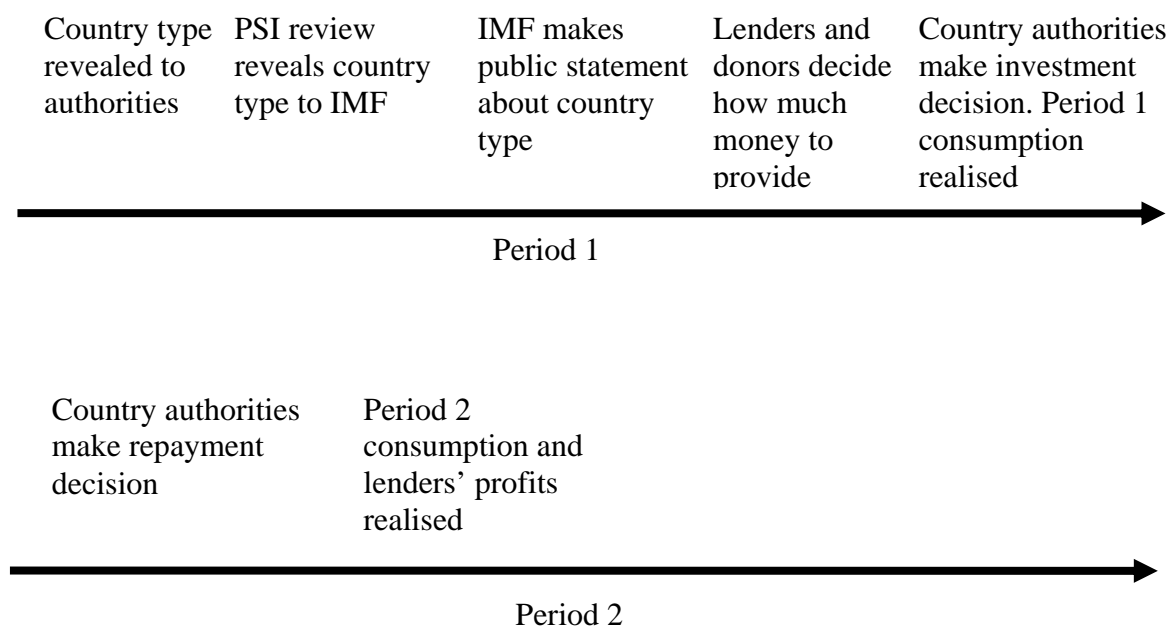 Country type
revealed to
authorities
PSI review
reveals country
type to IMF
IMF makes
public statement
about country
type
Lenders and
donors decide
how much
money to
provide
Country authorities
make investment
decision. Period 1
consumption
realised
Period 1
Country authorities
make repayment
decision
Period 2
consumption and
lenders’ profits
realised
Period 2